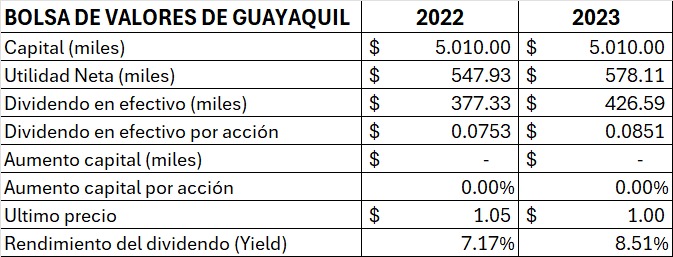 BOLSA DE VALORES DE GUAYAQUIL 2022 2023
Capital (miles) $ 5.010.00 $ 5.010.00
Utilidad Neta (miles) $ 547.93 $ 578.11
Dividendo en efectivo (miles) $ 377.33 $ 426.59
Dividendo en efectivo por acción $ 0.0753 $ 0.0851
Aumento capital (miles) $ - $ -
Aumento capital por acción 0.00% 0.00%
Ultimo precio $ 1.05 $ 1.00
Rendimiento del dividendo (Yield) 7.17% 8.51%